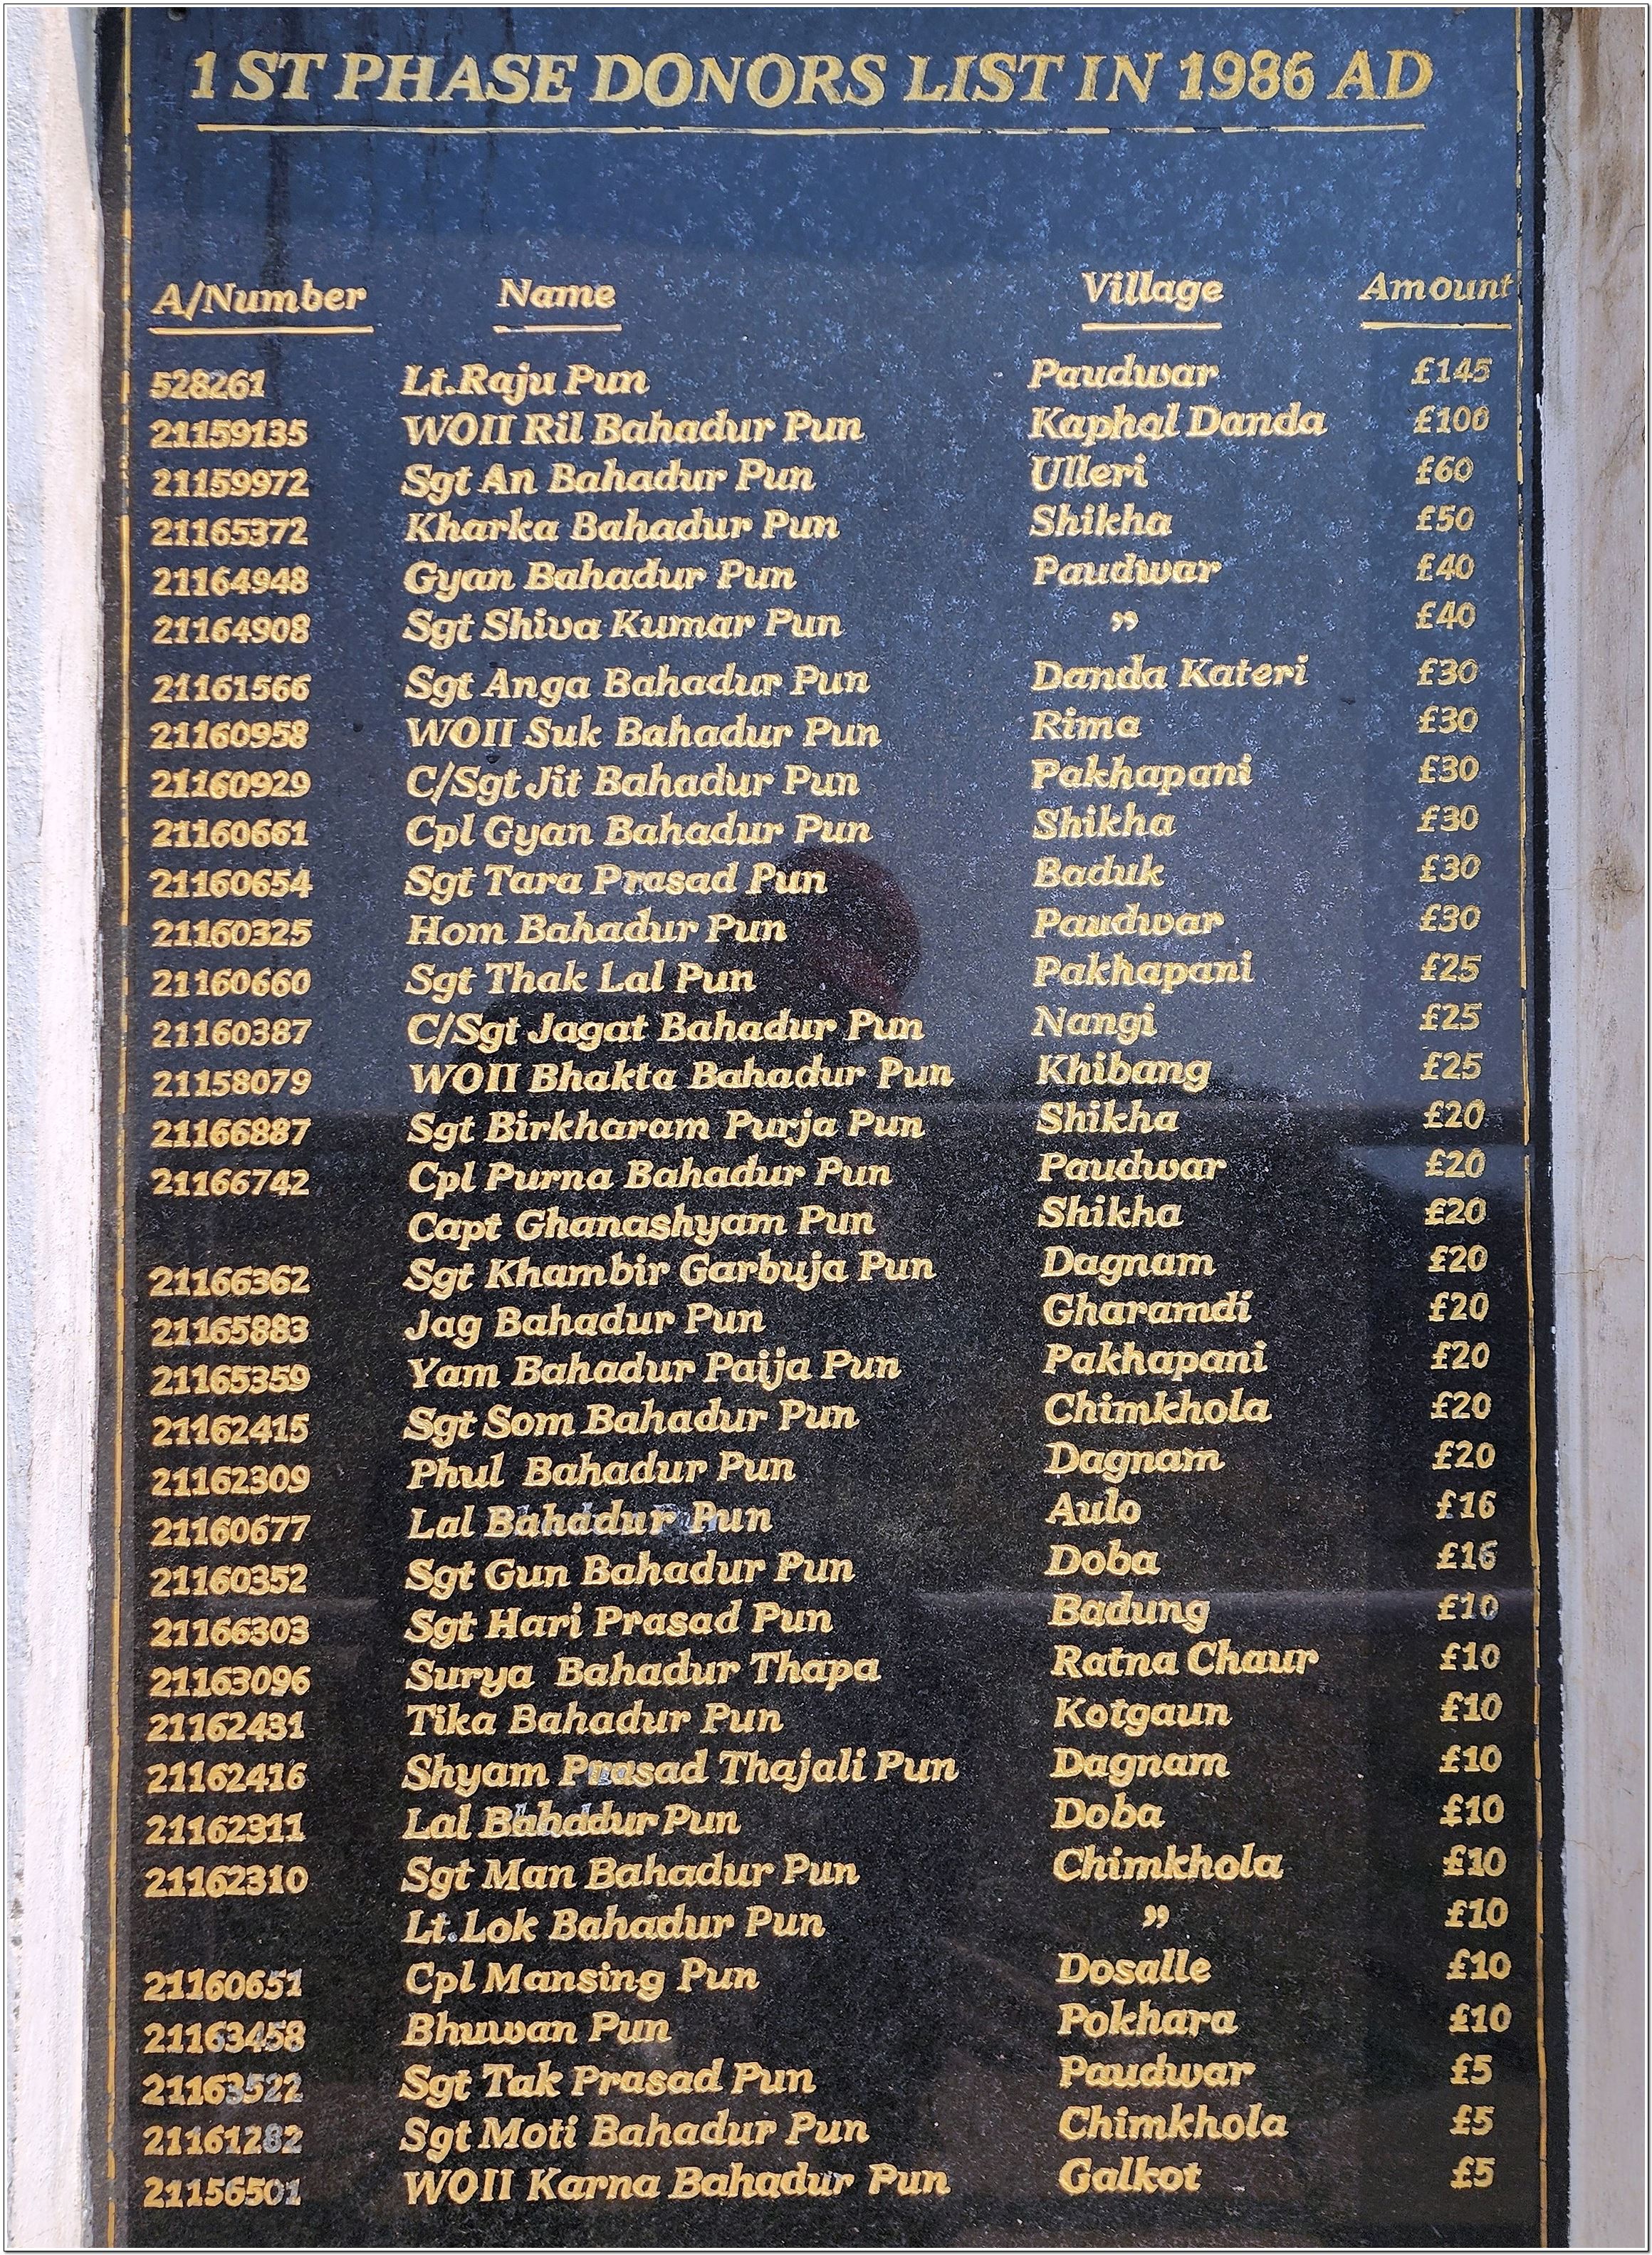 1 ST PHASE DONORS LIST IN 1986 AD
A/Number Name Village Amount
528261 Lt.Raju Pun Paudwar £145
21159135 WOII Ril Bahadur Pun Kaphal Danda £100
21159972 Sgt An Bahadur Pun Ulleri £60
21165372 Kharka Bahadur Pun Shikha £50
21164948 Gyan Bahadur Pun Paudwar £40
21164908 Sgt Shiva Kumar Pun ” £40
21161566 Sgt Anga Bahadur Pun Danda Kateri £30
21160958 WOII Suk Bahadur Pun Rima £30
21160929 C/Sgt Jit Bahadur Pun Pakhapani £30
21160661 Cpl Gyan Bahadur Pun Shikha £30
21160654 Sgt Tara Prasad Pun Baduk £30
21160325 Hom Bahadur Pun Paudwar £30
21160660 Sgt Thak Lal Pun Pakhapani £25
21160387 C/Sgt Jagat Bahadur Pun Nangi £25
21158079 WOII Bhakta Bahadur Pun Khibang £25
21166887 Sgt Birkharam Purja Pun Shikha £20
21166742 Cpl Purna Bahadur Pun Paudwar £20
Capt Ghanashyam Pun Shikha £20
21166362 Sgt Khambir Garbuja Pun Dagnam £20
21165883 Jag Bahadur Pun Gharamdi £20
21165359 Yam Bahadur Paija Pun Pakhapani £20
21162415 Sgt Som Bahadur Pun Chimkhola £20
21162309 Phul Bahadur Pun Dagnam £20
21160677 Lal Bahadur Pun Aulo £16
21160352 Sgt Gun Bahadur Pun Doba £16
21166303 Sgt Hari Prasad Pun Badung £10
21163096 Surya Bahadur Thapa Ratna Chaur £10
21162431 Tika Bahadur Pun Kotgaun £10
21162416 Shyam Prasad Thajali Pun Dagnam £10
21162311 Lal Bahadur Pun Doba £10
21162310 Sgt Man Bahadur Pun Chimkhola £10
Lt.Lok Bahadur Pun ” £10
21160651 Cpl Mansing Pun Dosalle £10
21163458 Bhuwan Pun Pokhara £10
21163522 Sgt Tak Prasad Pun Paudwar £5
21161282 Sgt Moti Bahadur Pun Chimkhola £5
21156501 WOII Karna Bahadur Pun Galkot £5